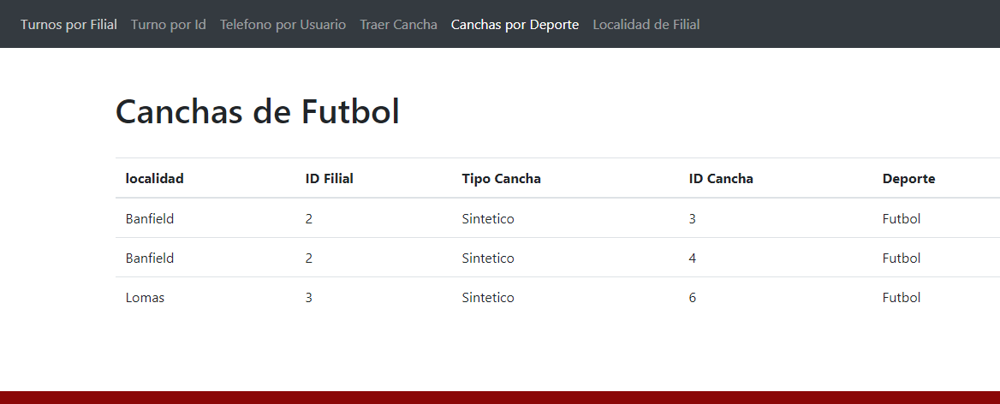 Turnos por Filial Turno por Id Telefono por Usuario Traer Cancha Canchas por Deporte Localidad de Filial
Canchas de Futbol
localidad ID Filial Tipo Cancha ID Cancha Deporte
Banfield 2 Sintetico 3 Futbol
Banfield 2 Sintetico 4 Futbol
Lomas 3 Sintetico 6 Futbol